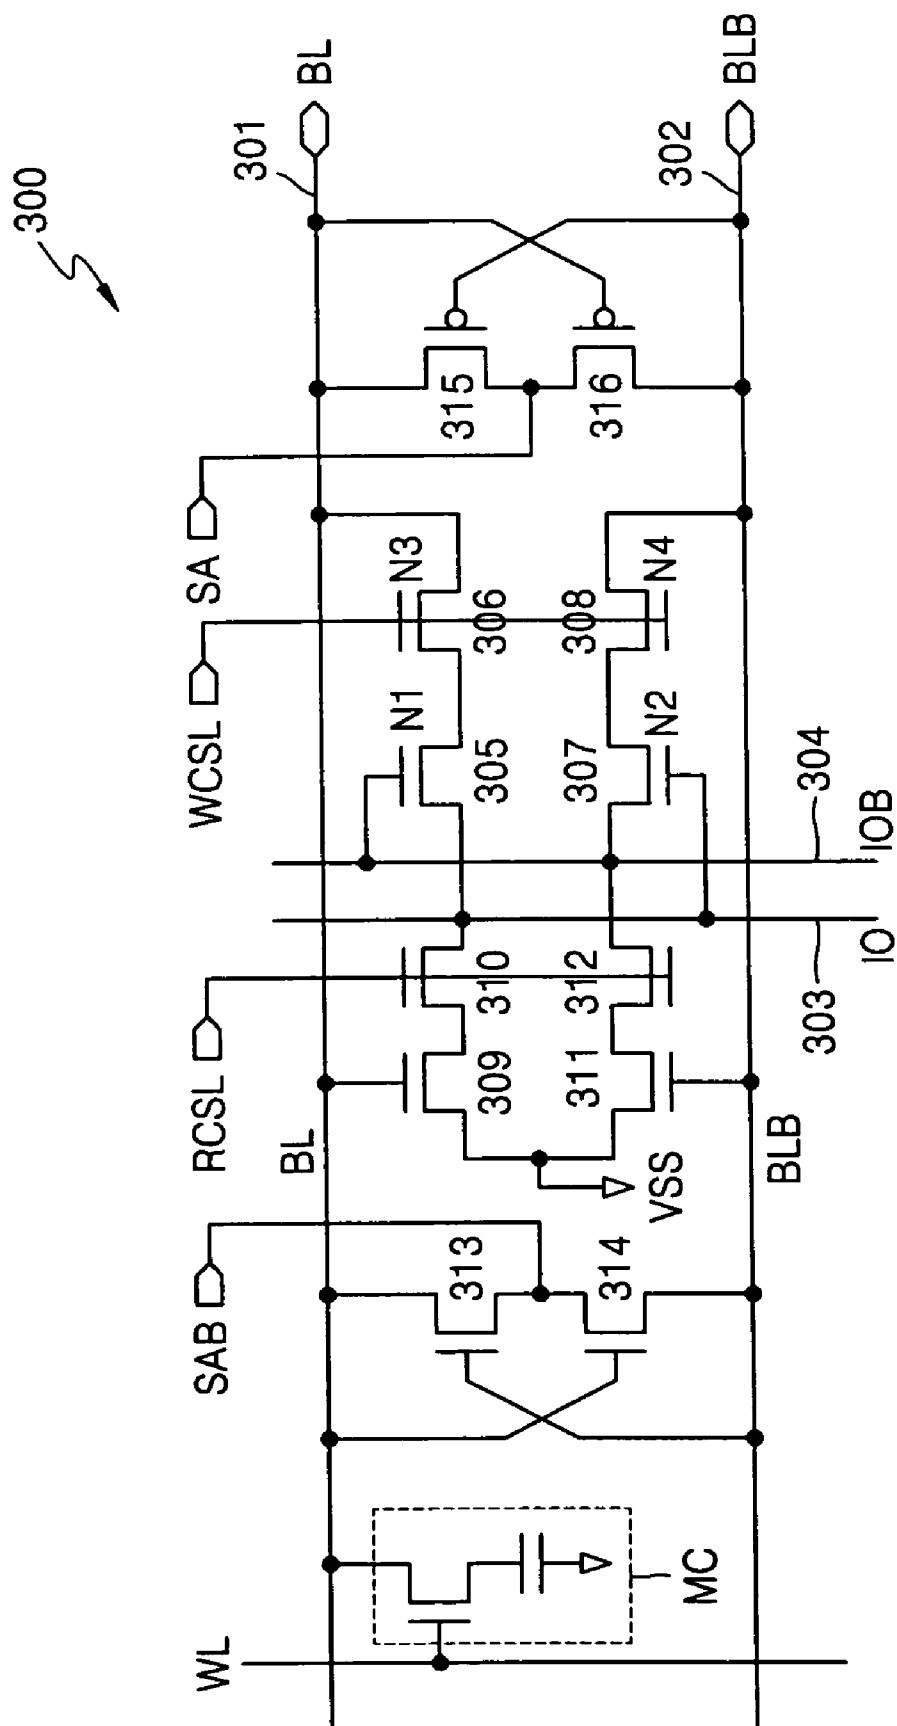 300
301
BL
BLB
302
SA
315
316
WCSL
N3
306
308
N4
N1
305
307
N2
304
IOB
IO
303
RCSL
310
312
309
311
BL
BLB
VSS
SAB
313
314
MC
WL